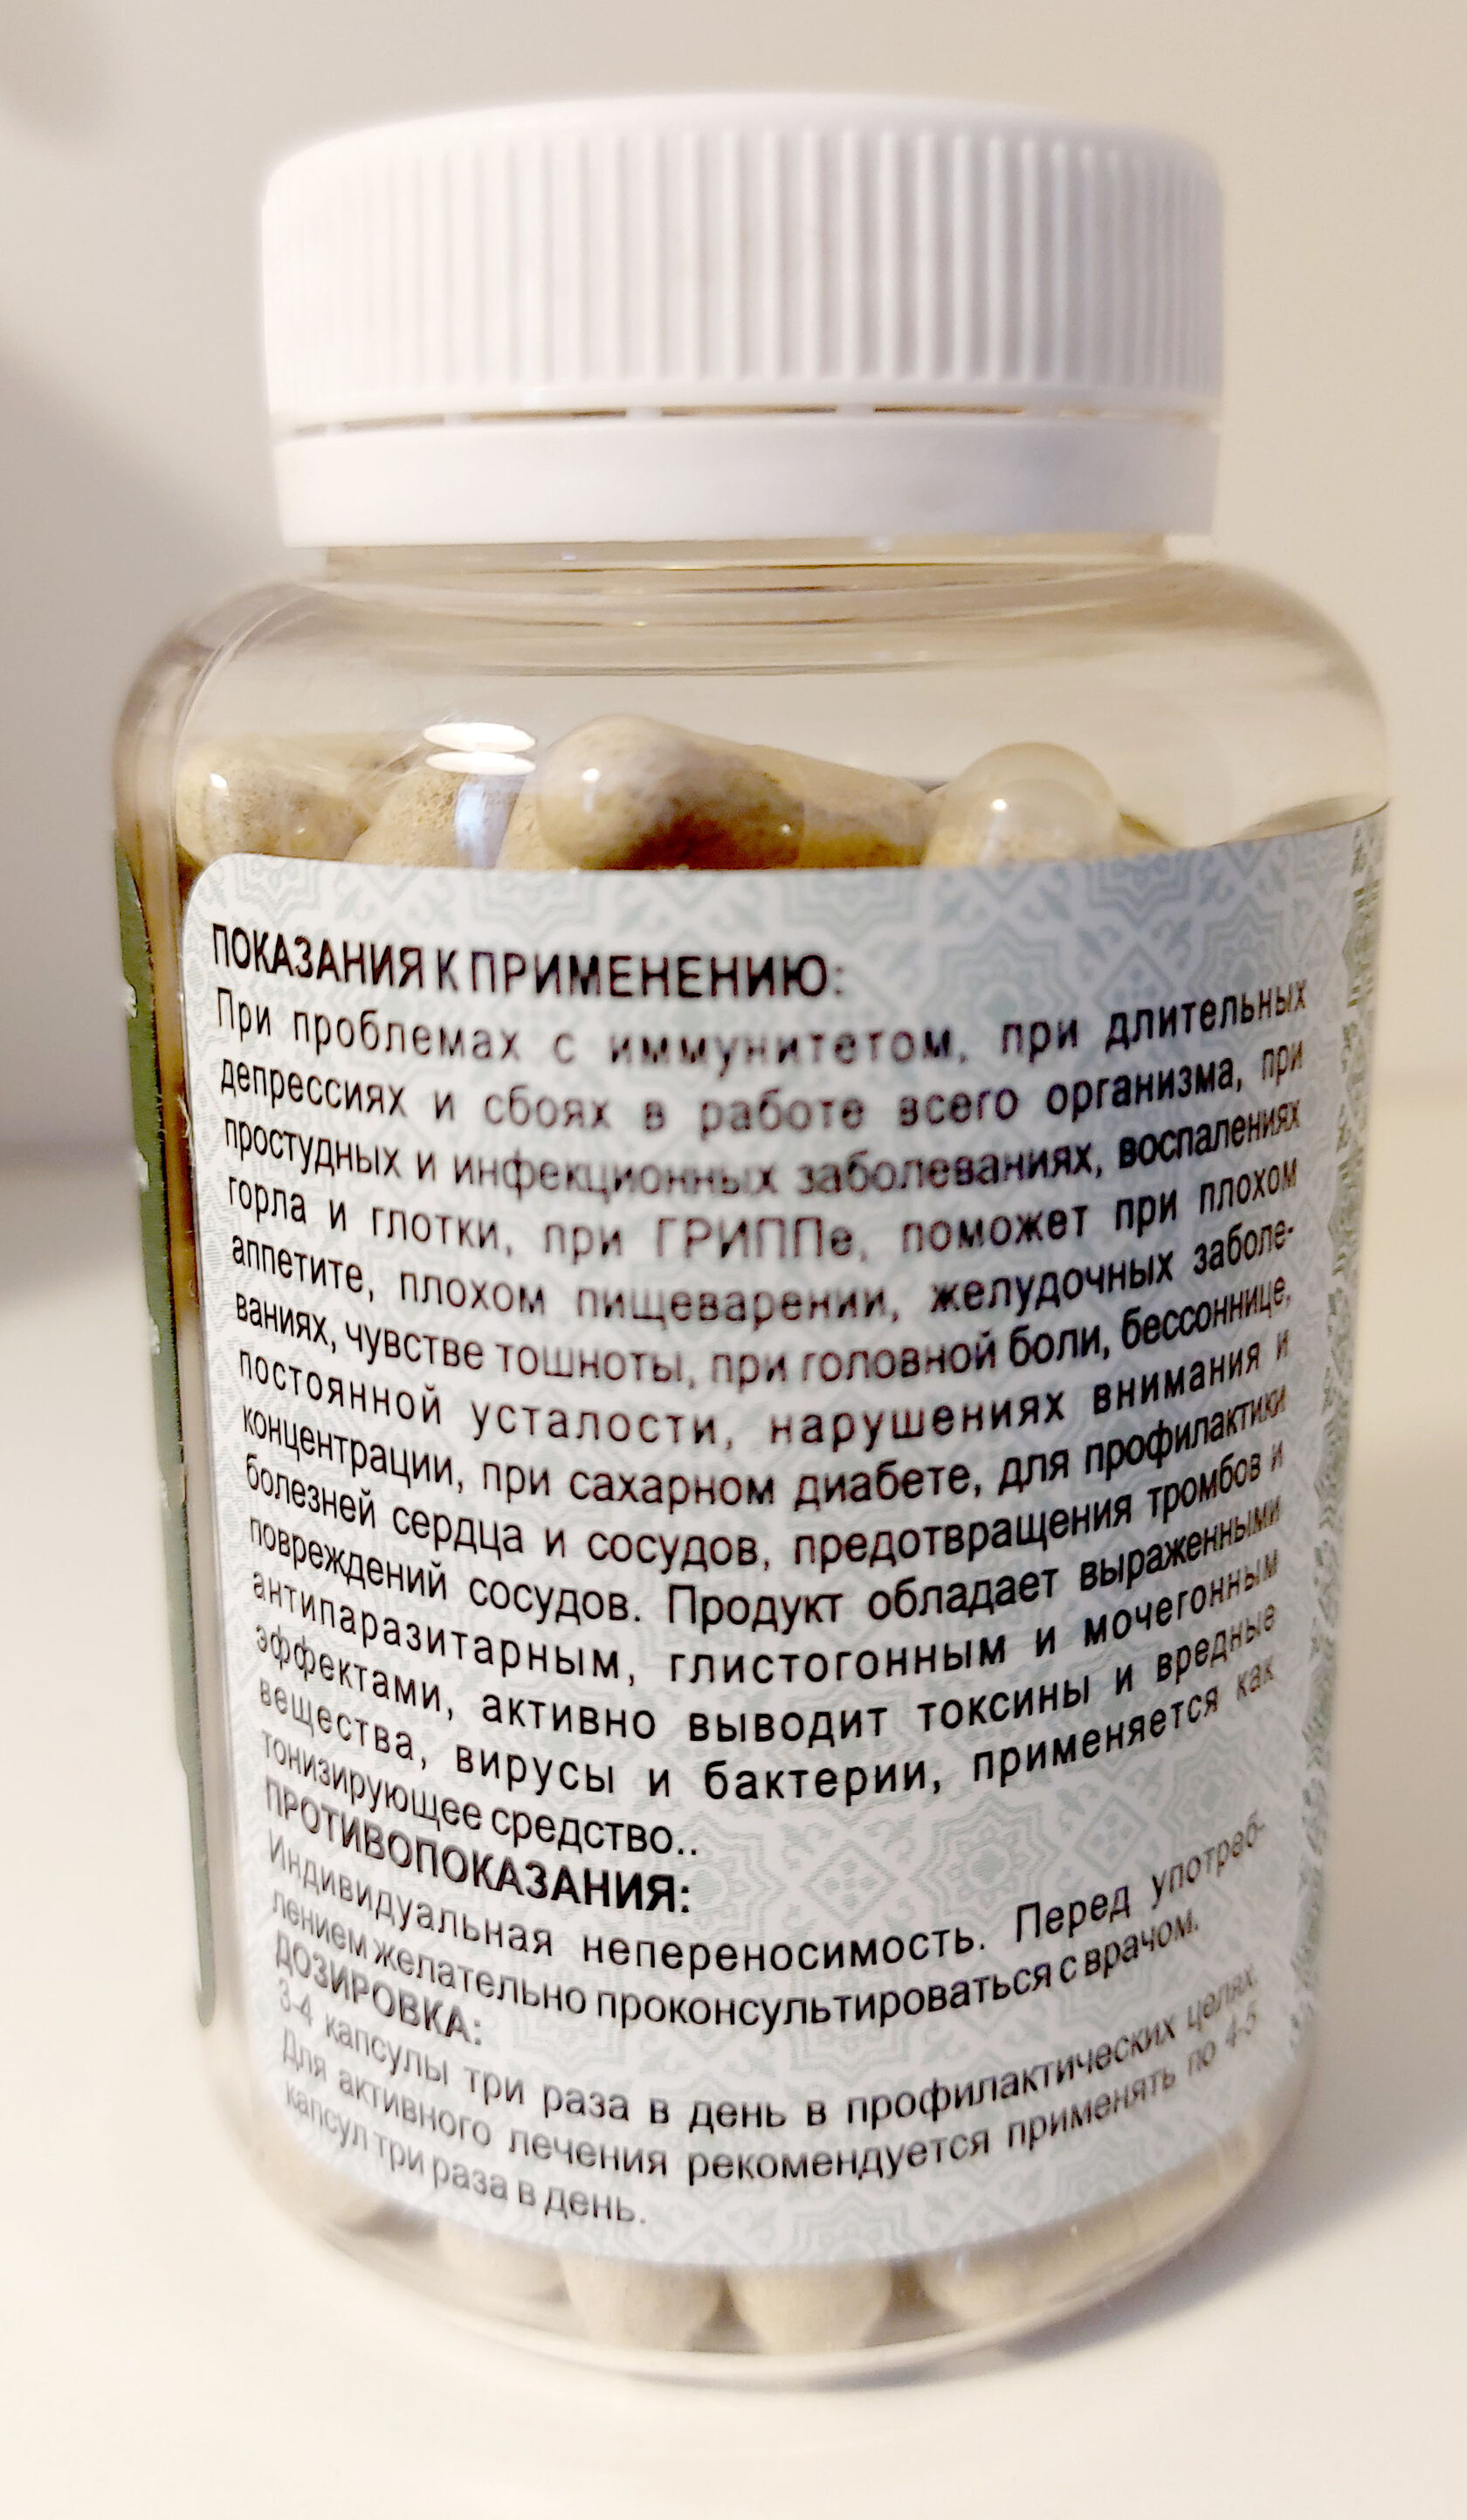 ПОКАЗАНИЯ К ПРИМЕНЕНИЮ:
При проблемах с иммунитетом, при длительных
депрессиях и сбоях в работе всего организма, при
простудных и инфекционных заболеваниях, воспалениях
горла и глотки, при ГРИППе, поможет при плохом
аппетите, плохом пищеварении, желудочных заболе-
ваниях, чувстве тошноты, при головной боли, бессоннице,
постоянной усталости, нарушениях внимания и
концентрации, при сахарном диабете, для профилактики
болезней сердца и сосудов, предотвращения тромбов и
повреждений сосудов. Продукт обладает выраженными
антипаразитарным, глистогонным и мочегонным
эффектами, активно выводит токсины и вредные
вещества, вирусы и бактерии, применяется как
тонизирующее средство..
ПРОТИВОПОКАЗАНИЯ:
Индивидуальная непереносимость. Перед употреб-
лением желательно проконсультироваться с врачом.
ДОЗИРОВКА:
3-4 капсулы три раза в день в профилактических целях.
Для активного лечения рекомендуется применять по 4-5
капсул три раза в день.